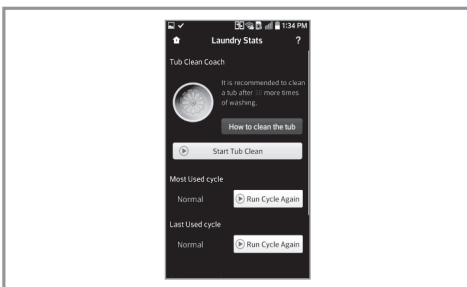 1:34 PM
Laundry Stats
?
Tub Clean Coach
It is recommended to clean
a tub after more times
of washing.
How to clean the tub
Start Tub Clean
Most Used cycle
Normal
Run Cycle Again
Last Used cycle
Normal
Run Cycle Again